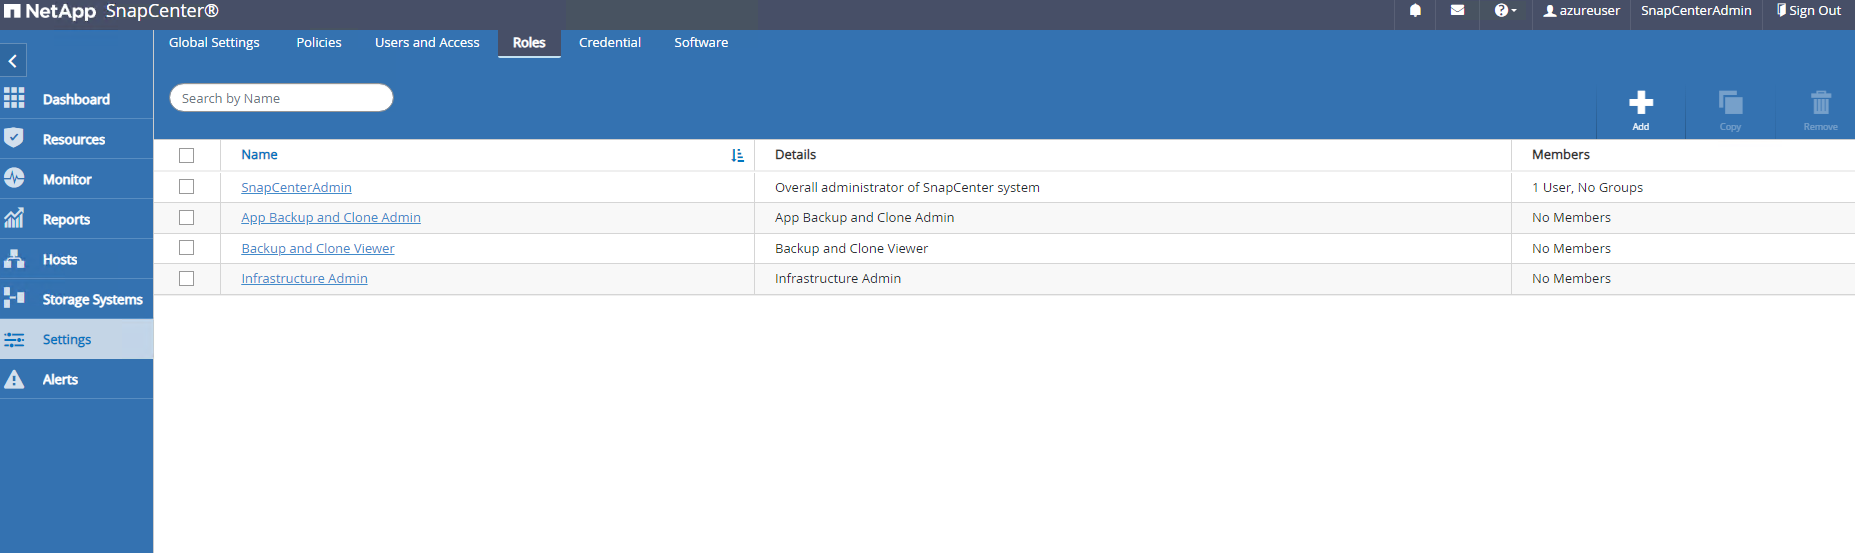 NetApp SnapCenter® azureuser SnapCenterAdmin Sign Out
Global Settings Policies Users and Access Roles Credential Software
Search by Name
Add Copy Remove
Dashboard
Resources
Monitor
Reports
Hosts
Storage Systems
Settings
Alerts
Name Details Members
SnapCenterAdmin Overall administrator of SnapCenter system 1 User, No Groups
App Backup and Clone Admin App Backup and Clone Admin No Members
Backup and Clone Viewer Backup and Clone Viewer No Members
Infrastructure Admin Infrastructure Admin No Members